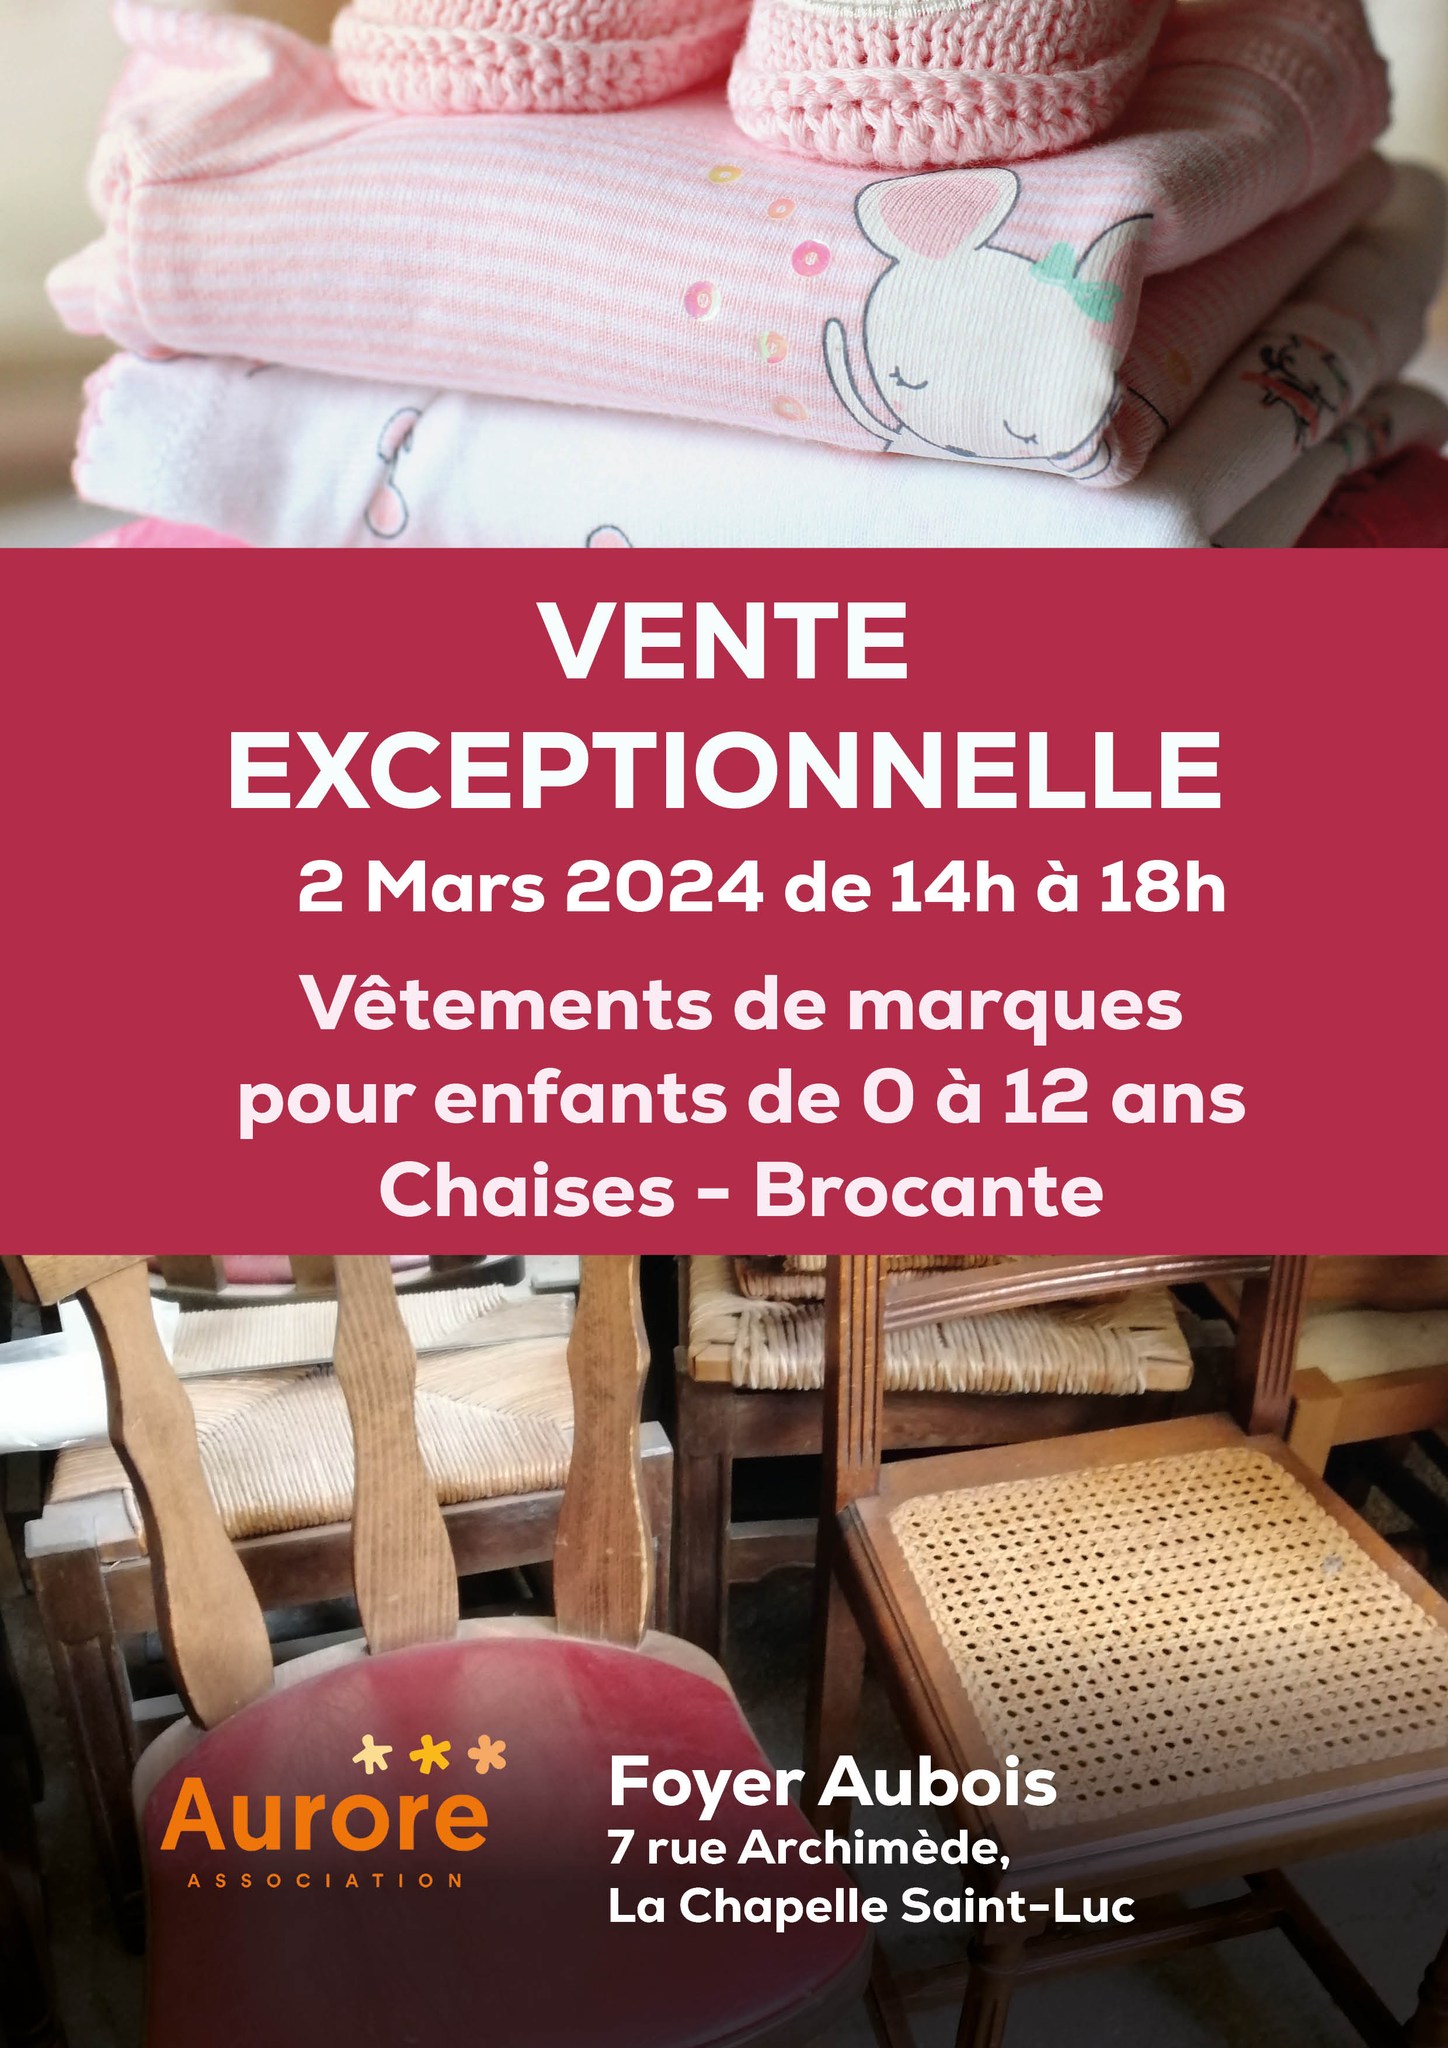 VENTE
EXCEPTIONNELLE
2 Mars 2024 de 14h à 18h
Vêtements de marques
pour enfants de 0 à 12 ans
Chaises - Brocante
Aurore
ASSOCIATION
Foyer Aubois
7 rue Archimède,
La Chapelle Saint-Luc